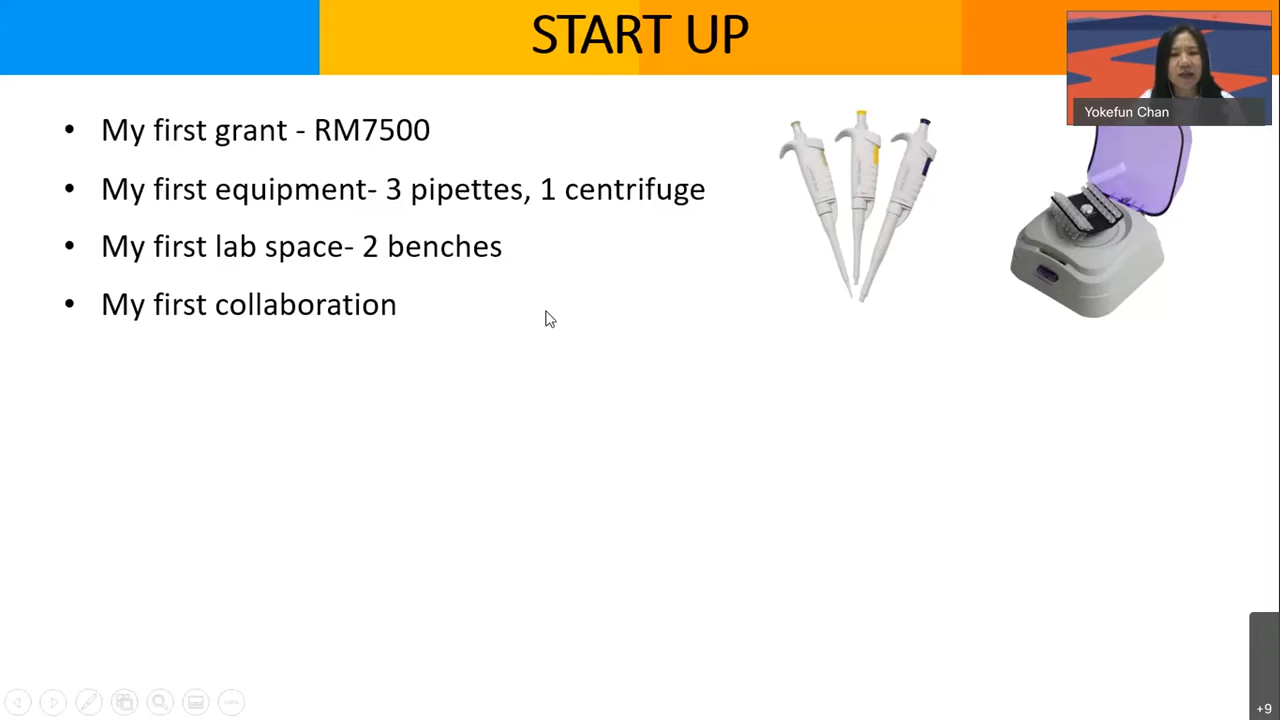 START UP
Yokefun Chan
• My first grant - RM7500
• My first equipment- 3 pipettes, 1 centrifuge
• My first lab space- 2 benches
• My first collaboration
+9